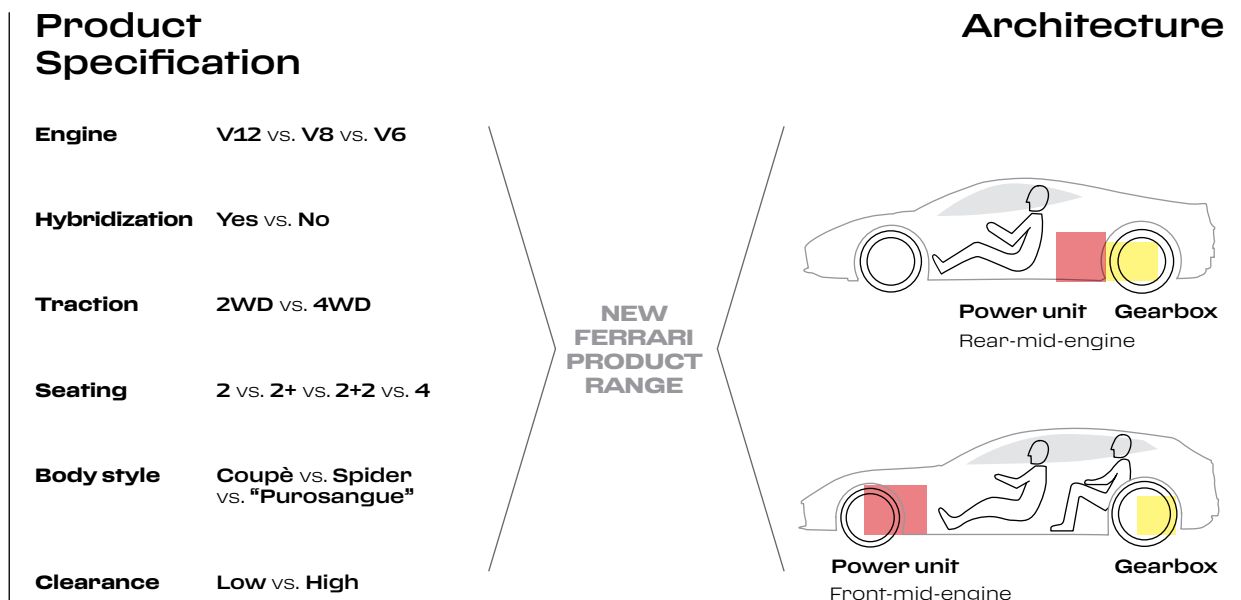 Product
Specification
Engine V12 vs. V8 vs. V6
Hybridization Yes vs. No
Traction 2WD vs. 4WD
Seating 2 vs. 2+ vs. 2+2 vs. 4
Body style Coupè vs. Spider
vs. “Purosangue”
Clearance Low vs. High
NEW
FERRARI
PRODUCT
RANGE
Architecture
Power unit Gearbox
Rear-mid-engine
Power unit Gearbox
Front-mid-engine